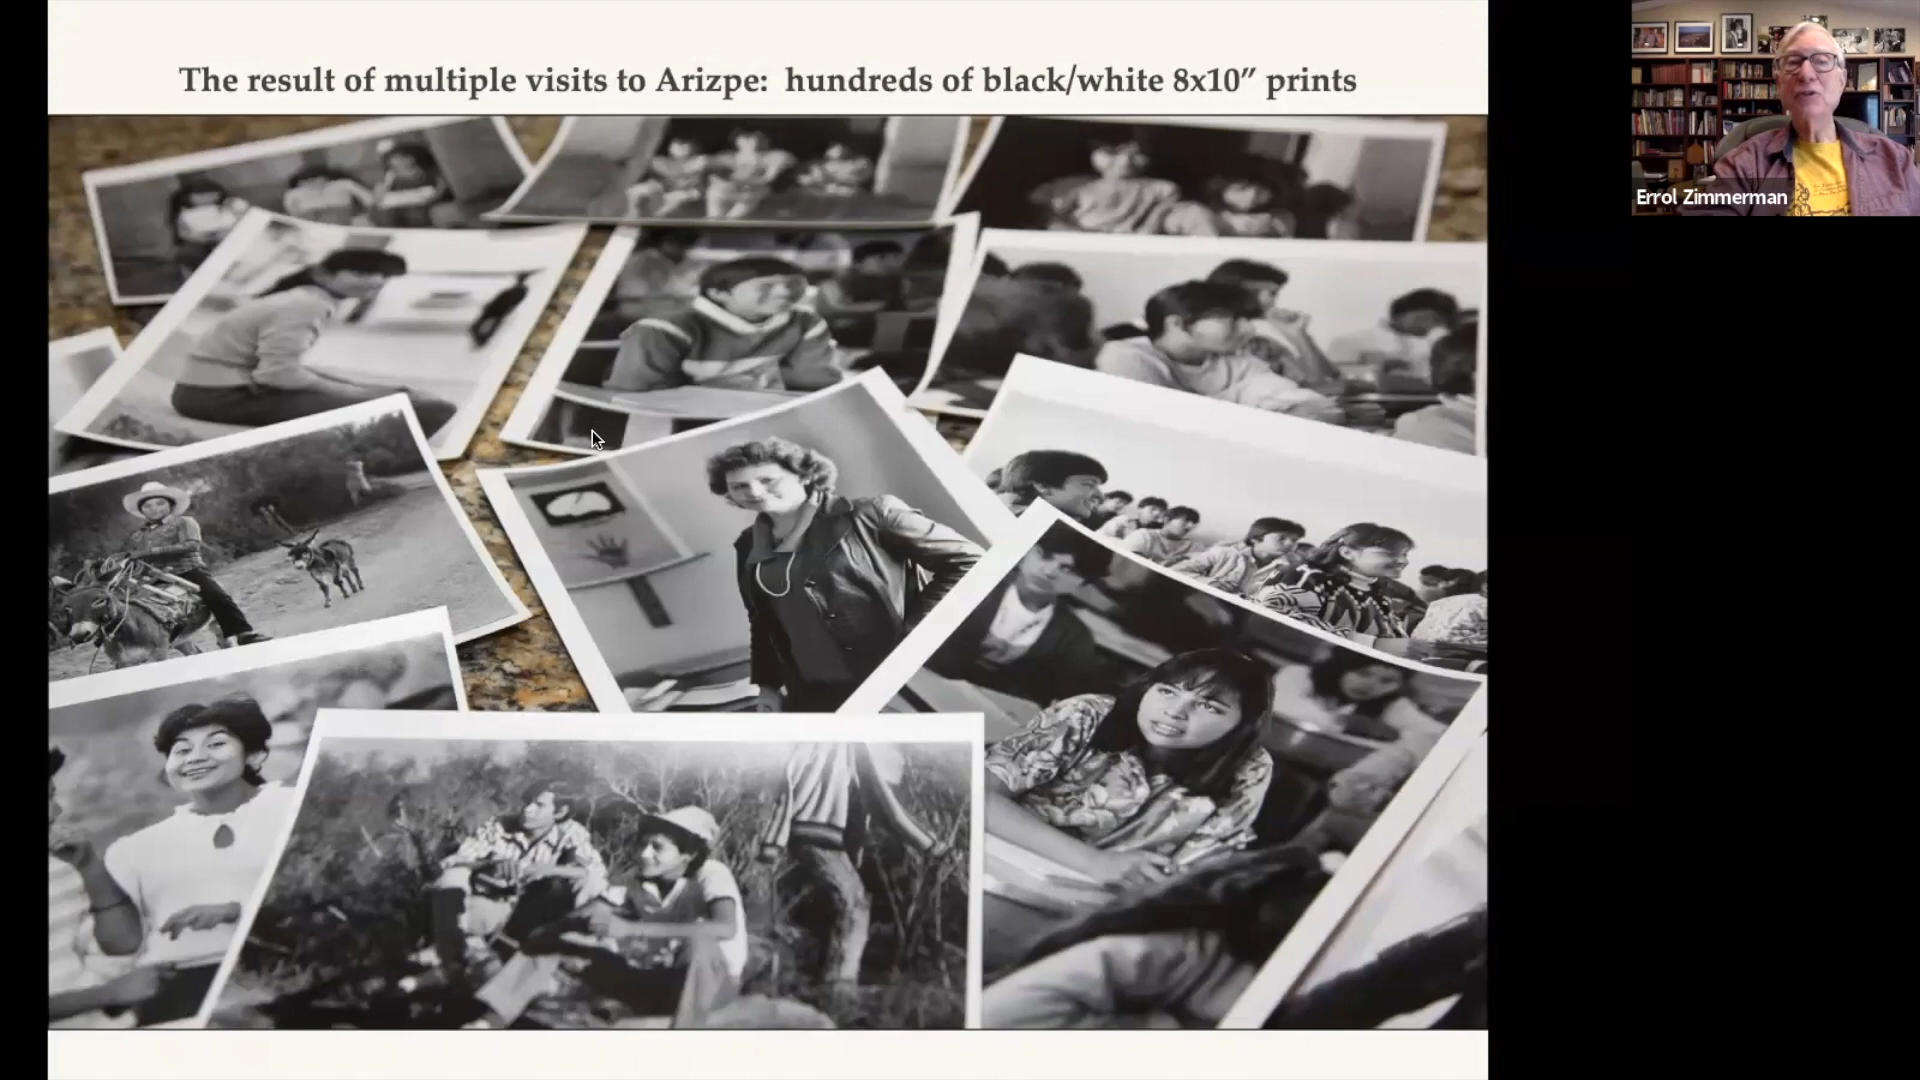 The result of multiple visits to Arizpe:  hundreds of black/white 8x10” prints
Errol Zimmerman